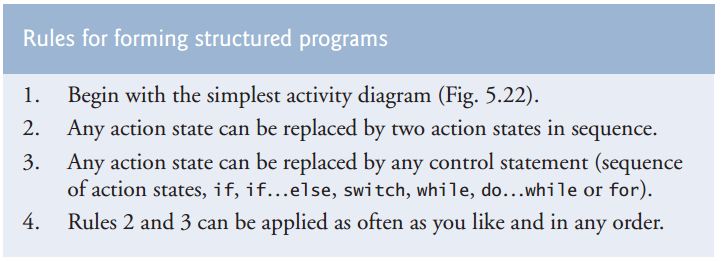 Rules for forming structured programs
1. Begin with the simplest activity diagram (Fig. 5.22).
2. Any action state can be replaced by two action states in sequence.
3. Any action state can be replaced by any control statement (sequence
of action states, if, if...else, switch, while, do...while or for).
4. Rules 2 and 3 can be applied as often as you like and in any order.